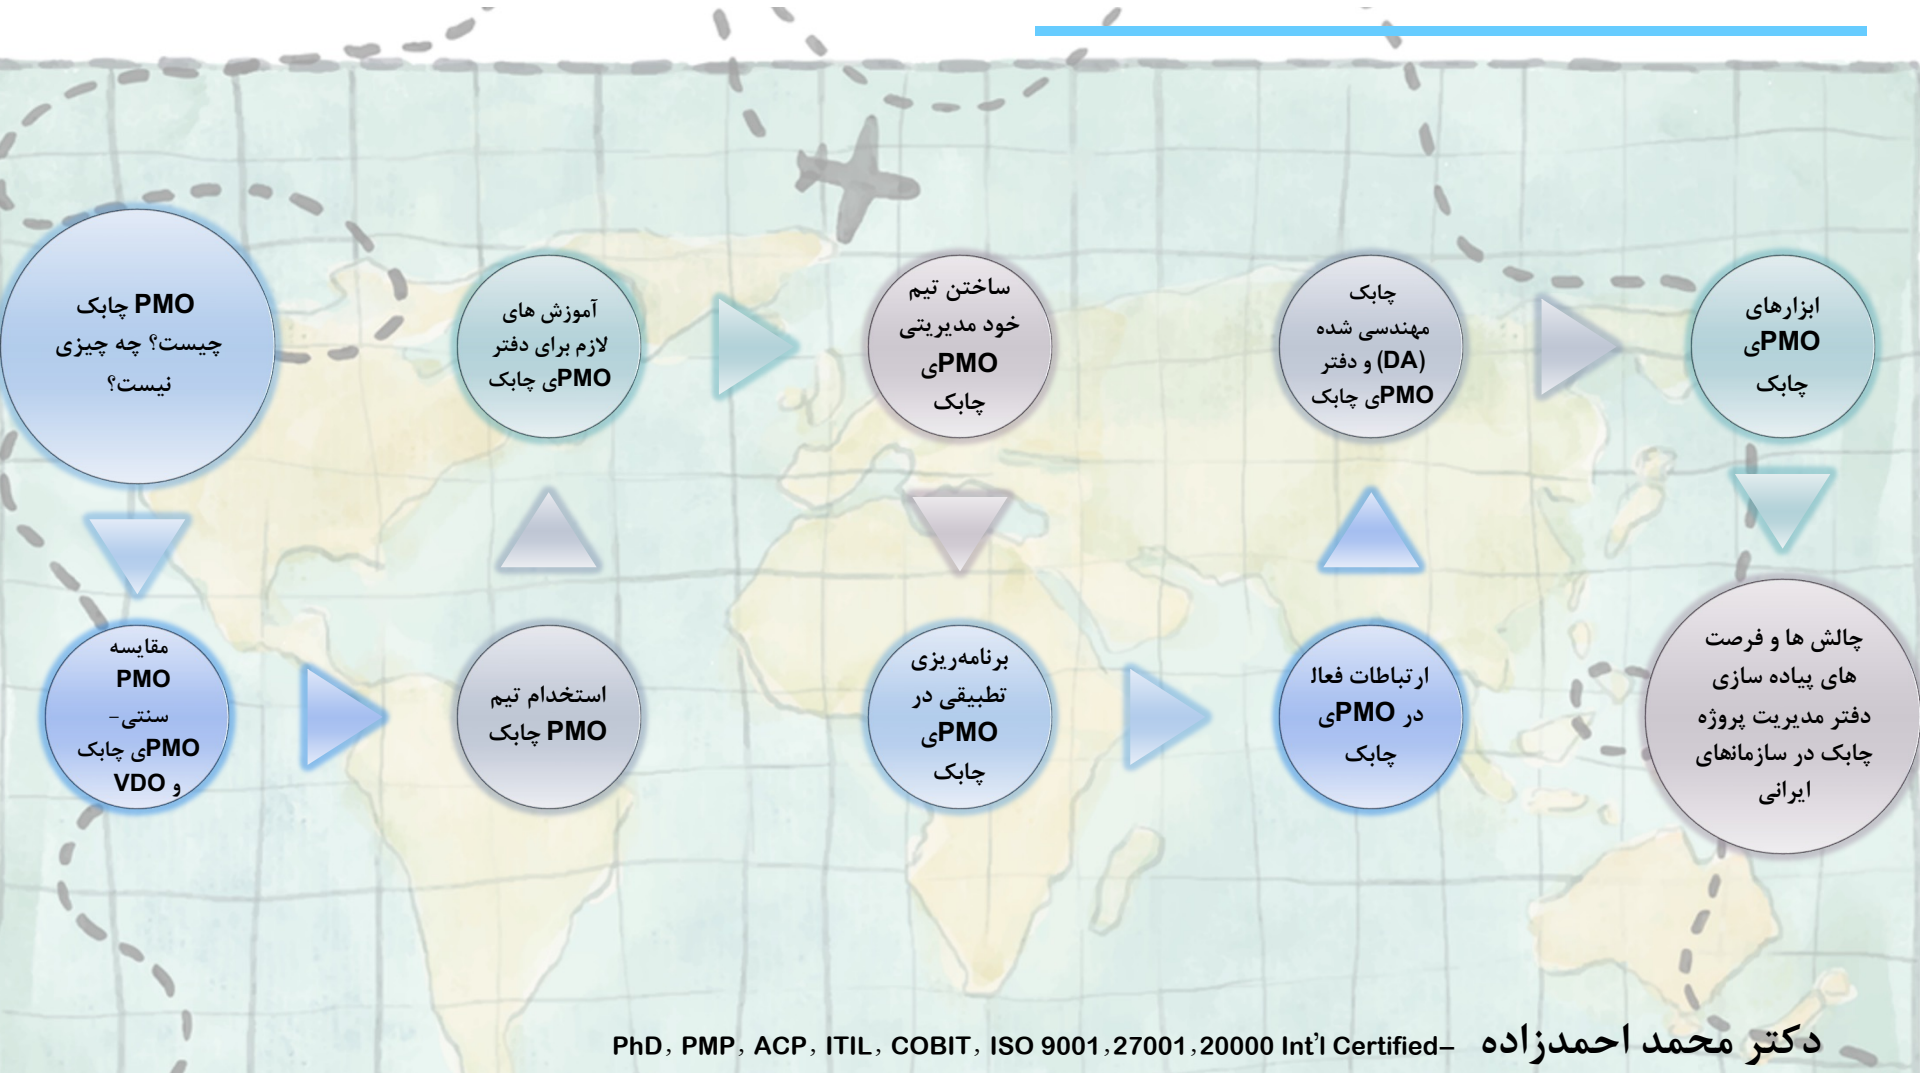 PMO چابک
چیست؟ چه چیزی
نیست؟
مقایسه
PMO
سنتی-
PMOی چابک
و VDO
استخدام تیم
PMO چابک
آموزش های
لازم برای دفتر
PMOی چابک
ساختن تیم
خود مدیریتی
PMOی
چابک
برنامه‌ریزی
تطبیقی در
PMOی
چابک
ارتباطات فعال
در PMOی
چابک
چابک
مهندسی شده
(DA) و دفتر
PMOی چابک
ابزارهای
PMOی
چابک
چالش ها و فرصت
های پیاده سازی
دفتر مدیریت پروژه
چابک در سازمانهای
ایرانی
دکتر محمد احمدزاده –PhD, PMP, ACP, ITIL, COBIT, ISO 9001,27001,20000 Int'l Certified